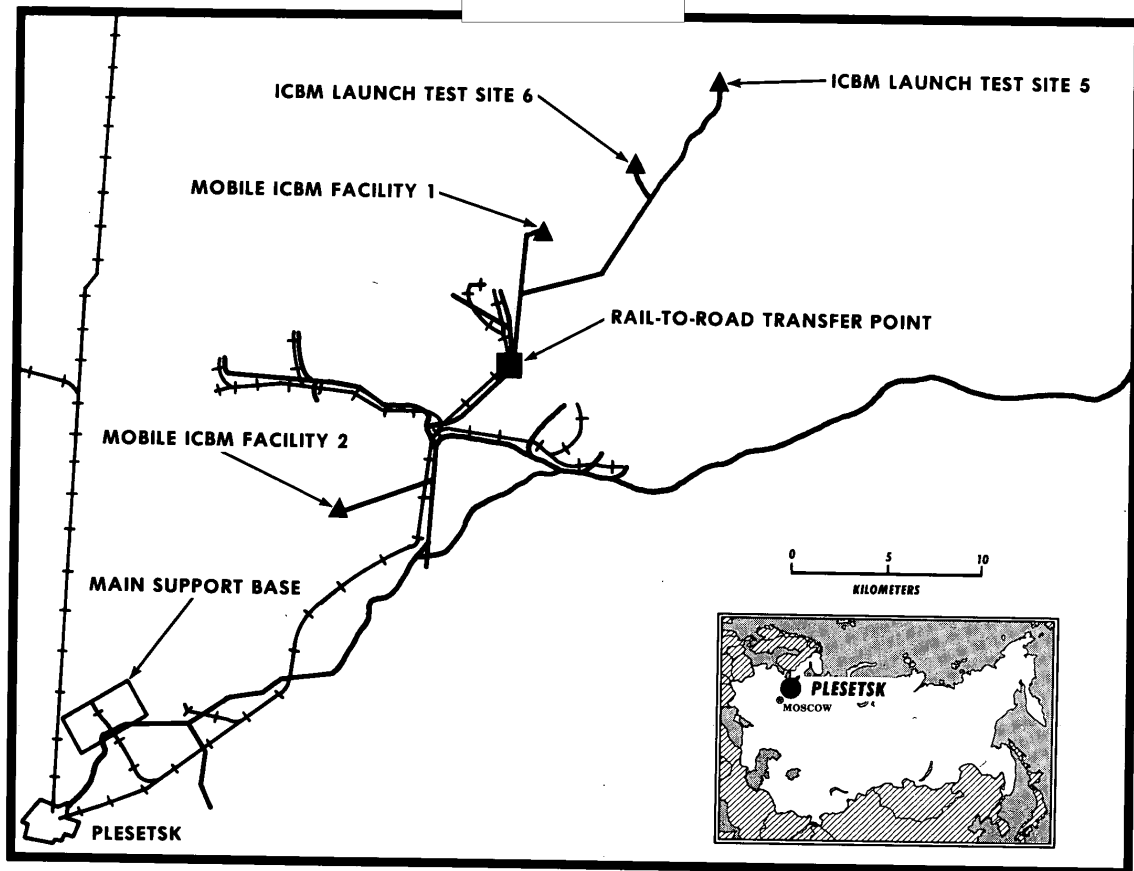 ICBM LAUNCH TEST SITE 6
ICBM LAUNCH TEST SITE 5
MOBILE ICBM FACILITY 1
RAIL-TO-ROAD TRANSFER POINT
MOBILE ICBM FACILITY 2
MAIN SUPPORT BASE
0 5 10
KILOMETERS
PLESETSK
MOSCOW
PLESETSK